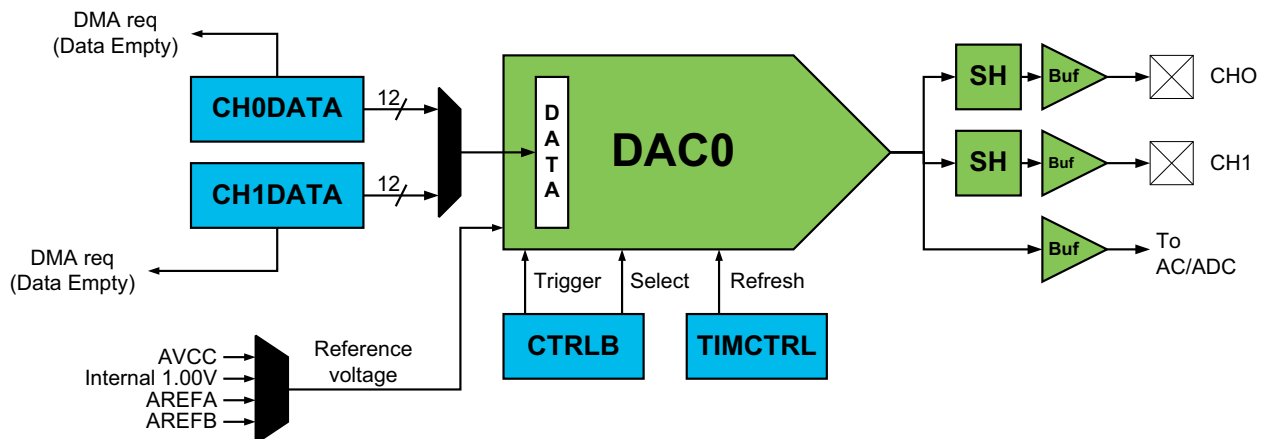 DMA req
(Data Empty)
CH0DATA
12
CH1DATA
12
DMA req
(Data Empty)
D
A
T
A
DAC0
SH
Buf
CHO
SH
Buf
CH1
Buf
To
AC/ADC
Trigger
Select
Refresh
CTRLB
TIMCTRL
Reference
voltage
AVCC
Internal 1.00V
AREFA
AREFB